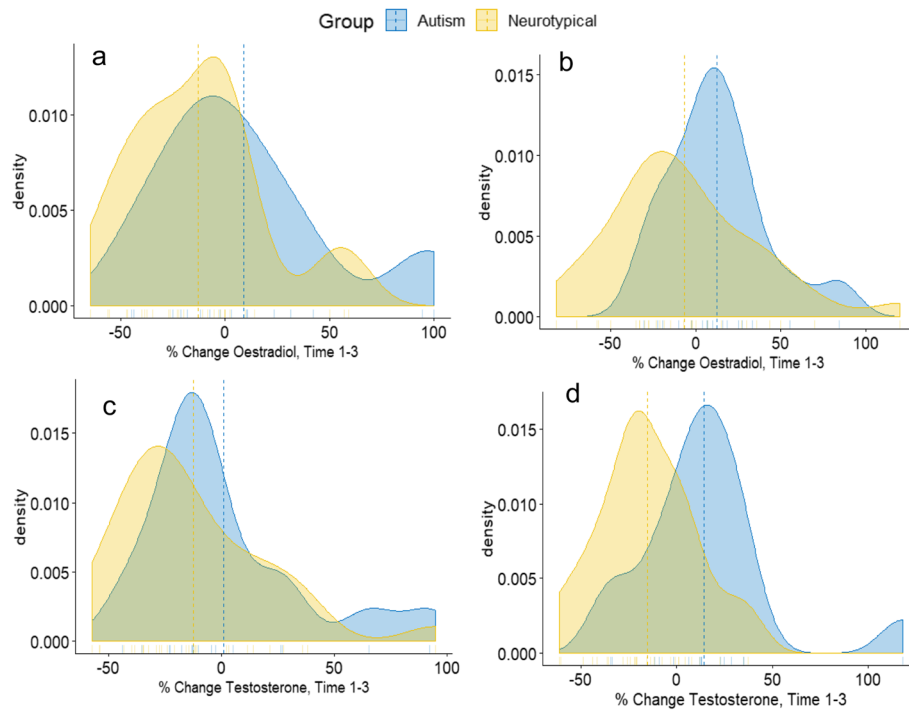 Group Autism Neurotypical
a
0.010
0.005
0.000
density
-50 0 50 100
% Change Oestradiol, Time 1-3
b
0.015
0.010
0.005
0.000
density
-50 0 50 100
% Change Oestradiol, Time 1-3
c
0.015
0.010
0.005
0.000
density
-50 0 50 100
% Change Testosterone, Time 1-3
d
0.015
0.010
0.005
0.000
density
-50 0 50 100
% Change Testosterone, Time 1-3